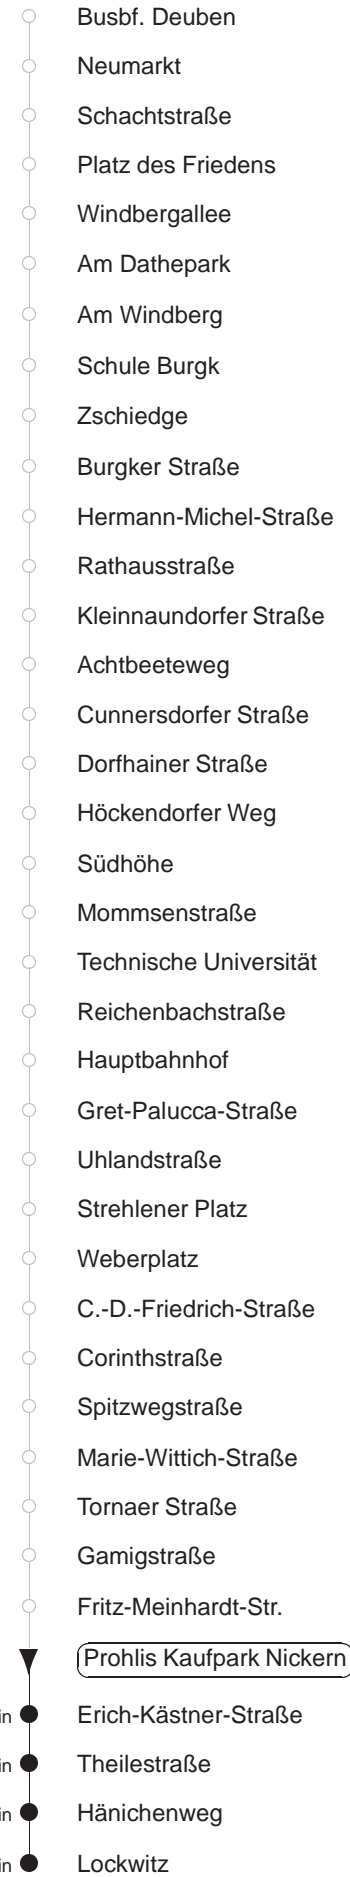 Busbf. Deuben
Neumarkt
Schachtstraße
Platz des Friedens
Windbergallee
Am Dathepark
Am Windberg
Schule Burgk
Zschiedge
Burgker Straße
Hermann-Michel-Straße
Rathausstraße
Kleinnaundorfer Straße
Achtbeeteweg
Cunnersdorfer Straße
Dorfhainer Straße
Höckendorfer Weg
Südhöhe
Mommsenstraße
Technische Universität
Reichenbachstraße
Hauptbahnhof
Gret-Palucca-Straße
Uhlandstraße
Strehlener Platz
Weberplatz
C.-D.-Friedrich-Straße
Corinthstraße
Spitzwegstraße
Marie-Wittich-Straße
Tornaer Straße
Gamigstraße
Fritz-Meinhardt-Str.
Prohlis Kaufpark Nickern
Erich-Kästner-Straße
Theilestraße
Hänichenweg
Lockwitz